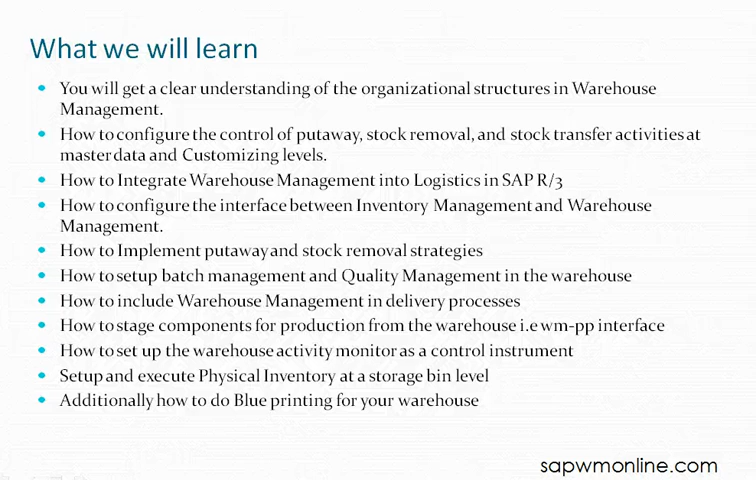 What we will learn
You will get a clear understanding of the organizational structures in Warehouse
Management.
How to configure the control of putaway, stock removal, and stock transfer activities at
master data and Customizing levels.
How to Integrate Warehouse Management into Logistics in SAP R/3
How to configure the interface between Inventory Management and Warehouse
Management.
How to Implement putaway and stock removal strategies
How to setup batch management and Quality Management in the warehouse
How to include Warehouse Management in delivery processes
How to stage components for production from the warehouse i.e wm-pp interface
How to set up the warehouse activity monitor as a control instrument
Setup and execute Physical Inventory at a storage bin level
Additionally how to do Blue printing for your warehouse
sapwmonline.com